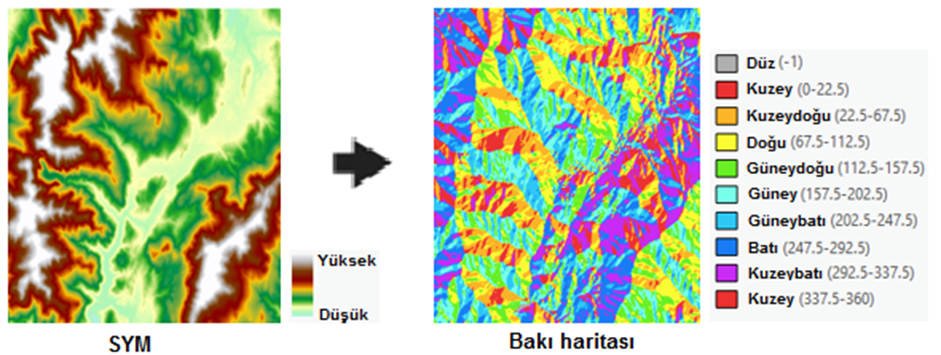 Yüksek
Düşük
SYM
Bakı haritası
Düz (-1)
Kuzey (0-22.5)
Kuzeydoğu (22.5-67.5)
Doğu (67.5-112.5)
Güneydoğu (112.5-157.5)
Güney (157.5-202.5)
Güneybatı (202.5-247.5)
Batı (247.5-292.5)
Kuzeybatı (292.5-337.5)
Kuzey (337.5-360)